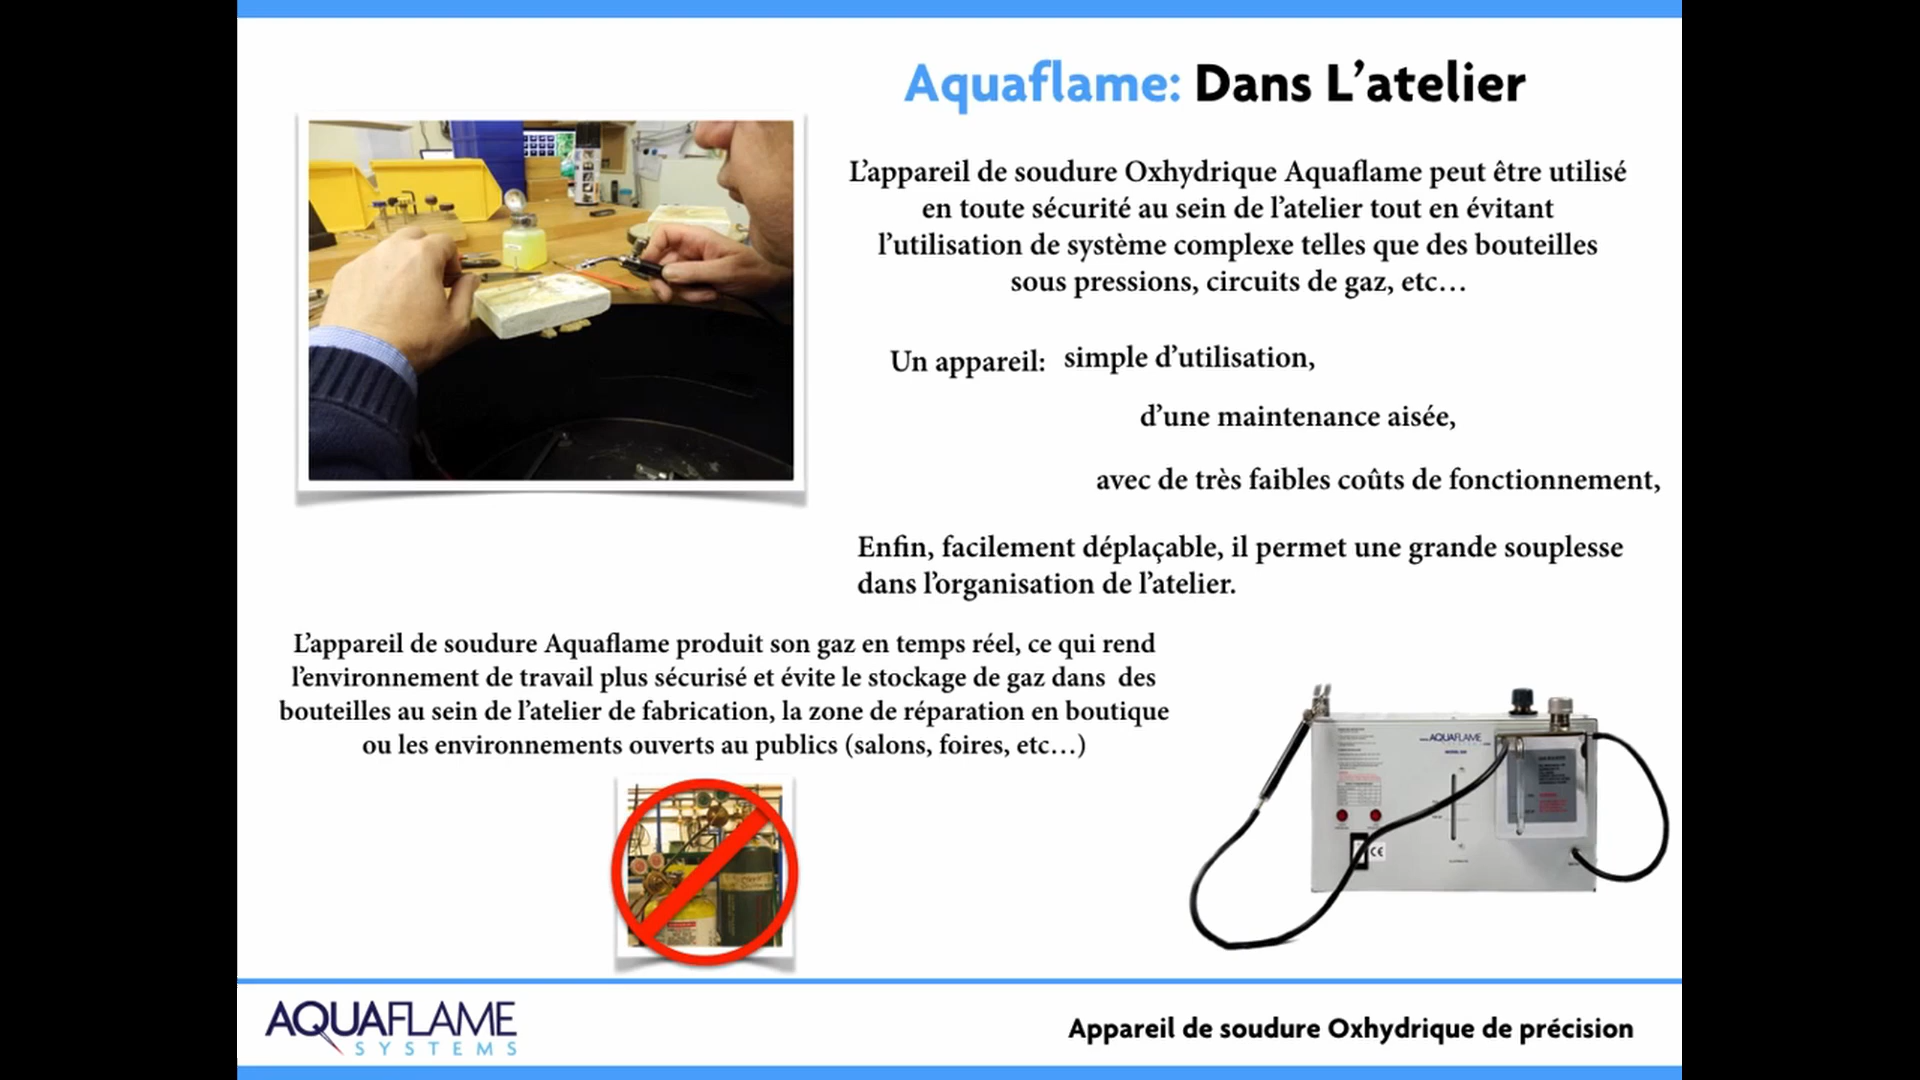 Aquaflame: Dans L’atelier
L’appareil de soudure Oxhydrique Aquaflame peut être utilisé
en toute sécurité au sein de l’atelier tout en évitant
l’utilisation de système complexe telles que des bouteilles
sous pressions, circuits de gaz, etc…
Un appareil: simple d’utilisation,
d’une maintenance aisée,
avec de très faibles coûts de fonctionnement,
Enfin, facilement déplaçable, il permet une grande souplesse
dans l’organisation de l’atelier.
L’appareil de soudure Aquaflame produit son gaz en temps réel, ce qui rend
l’environnement de travail plus sécurisé et évite le stockage de gaz dans des
bouteilles au sein de l’atelier de fabrication, la zone de réparation en boutique
ou les environnements ouverts au publics (salons, foires, etc…)
AQUAFLAME
CE
AQUAFLAME
SYSTEMS
Appareil de soudure Oxhydrique de précision